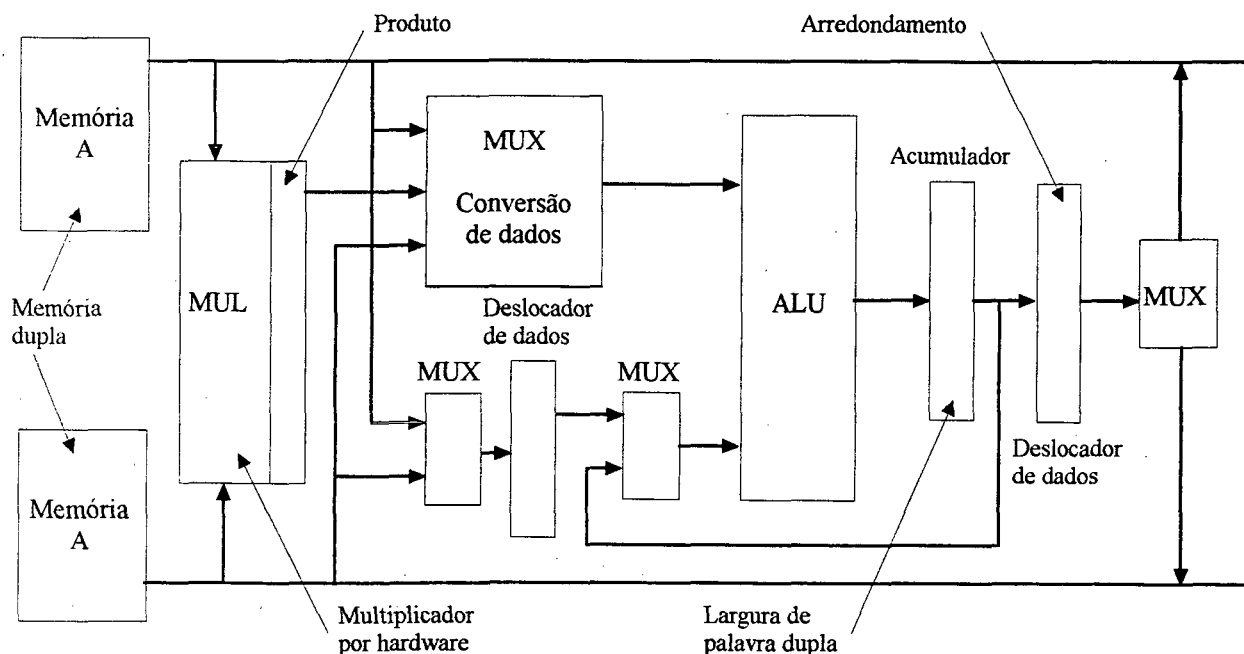 Produto
Arredondamento
Memória
A
MUX
Conversão
de dados
Acumulador
Memória
dupla
MUL
Deslocador
de dados
ALU
MUX
MUX
MUX
Deslocador
de dados
Memória
A
Multiplicador
por hardware
Largura de
palavra dupla